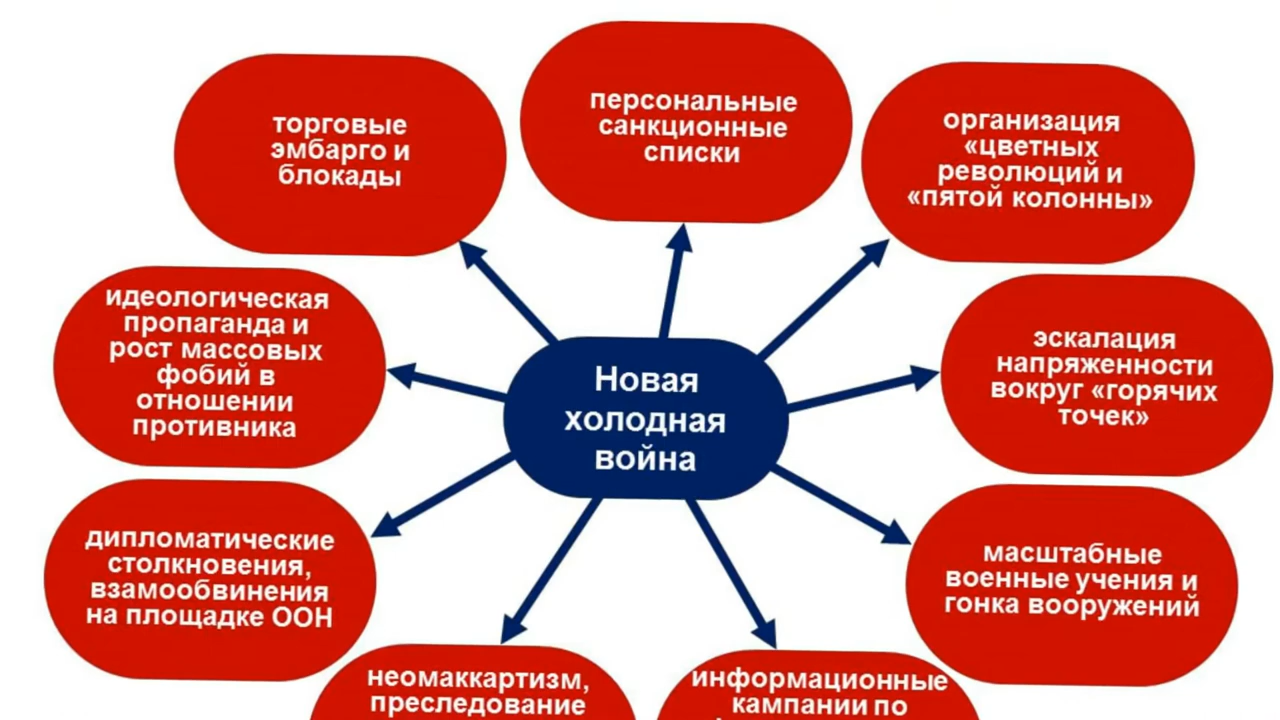 персональные
санкционные
списки
торговые
эмбарго и
блокады
организация
«цветных
революций и
«пятой колонны»
идеологическая
пропаганда и
рост массовых
фобий в
отношении
противника
эскалация
напряженности
вокруг «горячих
точек»
Новая
холодная
война
дипломатические
столкновения,
взамообвинения
на площадке ООН
масштабные
военные учения и
гонка вооружений
неомаккартизм,
преследование
информационные
кампании по